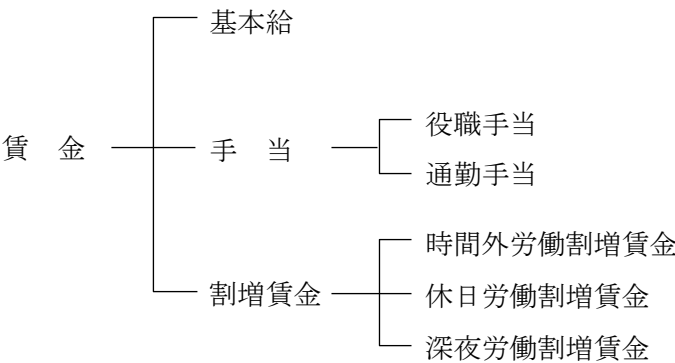 基本給
賃　金
手　当
役職手当
通勤手当
割増賃金
時間外労働割増賃金
休日労働割増賃金
深夜労働割増賃金